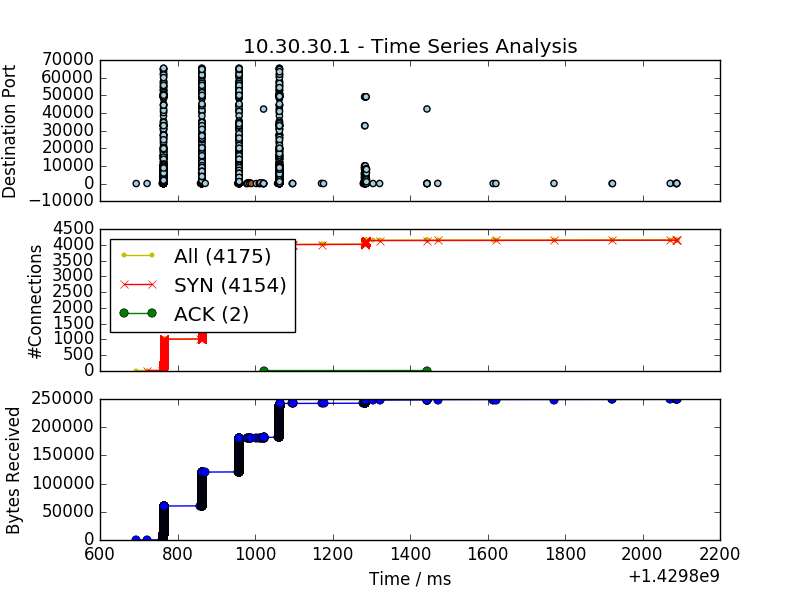 10.30.30.1 - Time Series Analysis
Destination Port
70000
60000
50000
40000
30000
20000
10000
0
−10000
#Connections
4500
4000
3500
3000
2500
2000
1500
1000
500
0
All (4175)
SYN (4154)
ACK (2)
Bytes Received
250000
200000
150000
100000
50000
0
600 800 1000 1200 1400 1600 1800 2000 2200
Time / ms
+1.4298e9